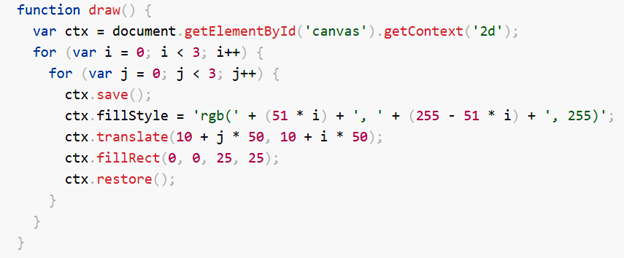 function draw() {
  var ctx = document.getElementById('canvas').getContext('2d');
  for (var i = 0; i < 3; i++) {
    for (var j = 0; j < 3; j++) {
      ctx.save();
      ctx.fillStyle = 'rgb(' + (51 * i) + ', ' + (255 - 51 * i) + ', 255)';
      ctx.translate(10 + j * 50, 10 + i * 50);
      ctx.fillRect(0, 0, 25, 25);
      ctx.restore();
    }
  }
}